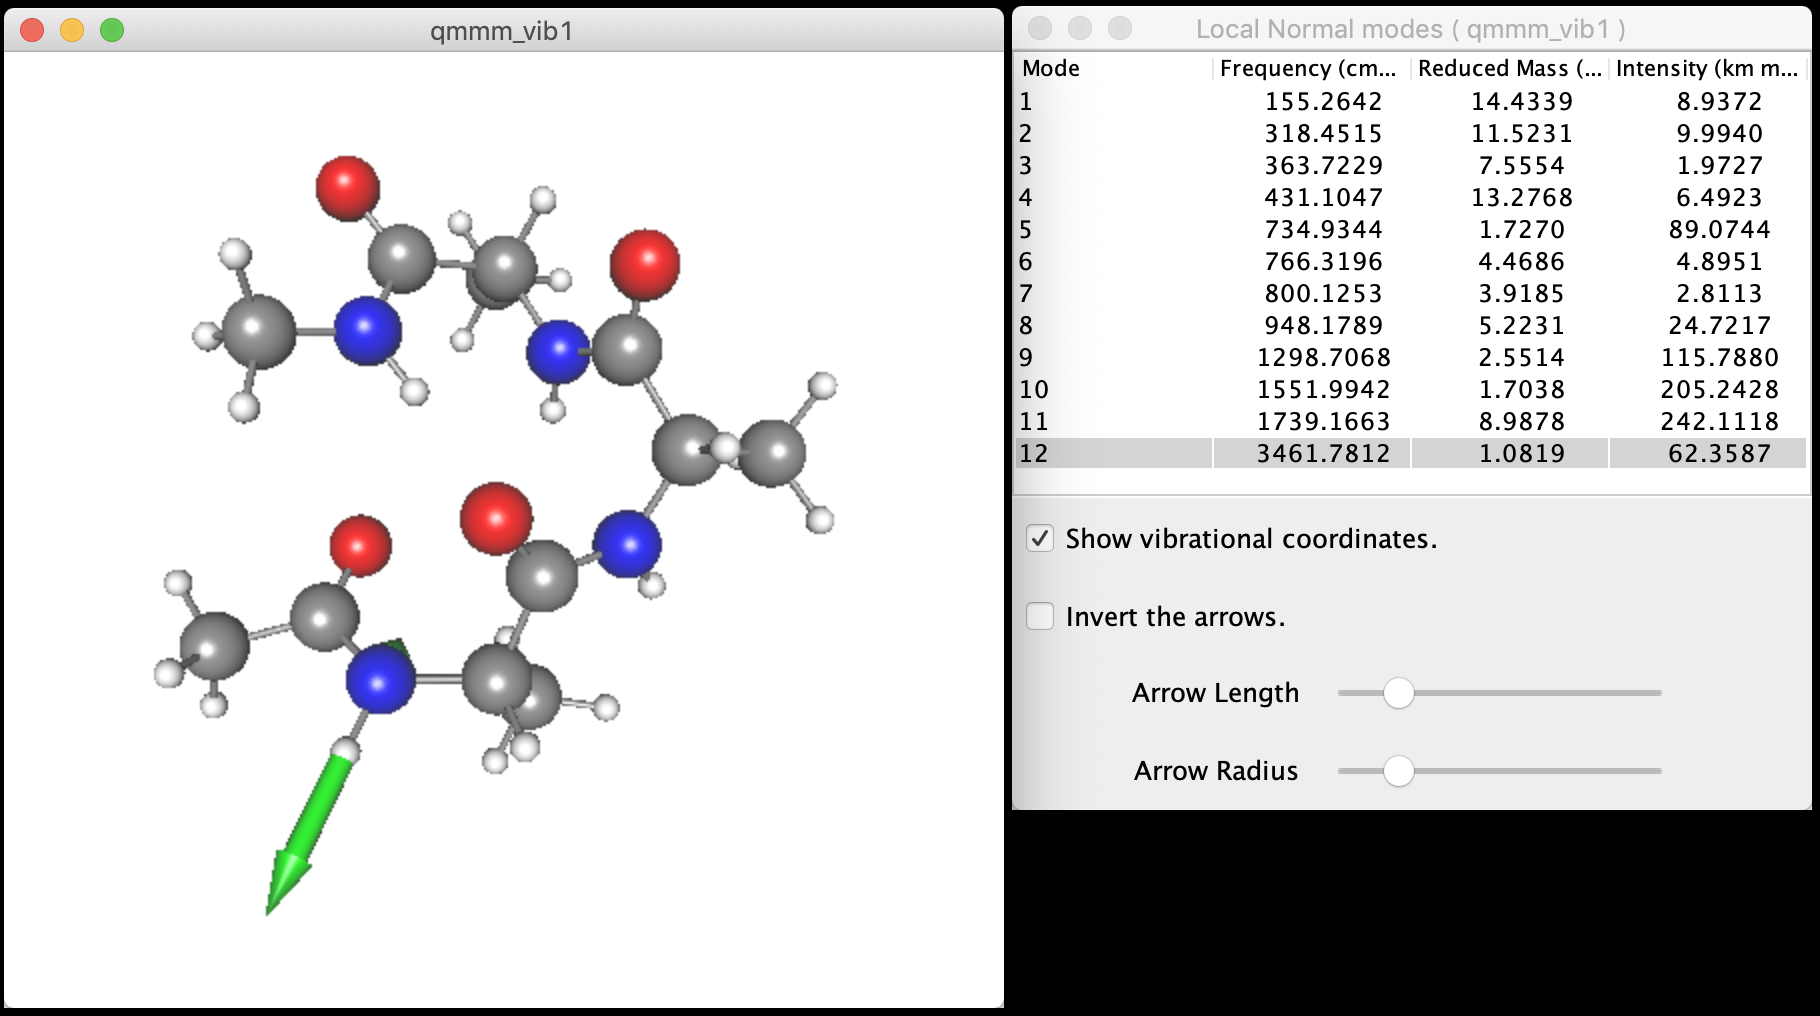 qmmm_vib1
Local Normal modes ( qmmm_vib1 )
Mode Frequency (cm... Reduced Mass (... Intensity (km m...
1 155.2642 14.4339 8.9372
2 318.4515 11.5231 9.9940
3 363.7229 7.5554 1.9727
4 431.1047 13.2768 6.4923
5 734.9344 1.7270 89.0744
6 766.3196 4.4686 4.8951
7 800.1253 3.9185 2.8113
8 948.1789 5.2231 24.7217
9 1298.7068 2.5514 115.7880
10 1551.9942 1.7038 205.2428
11 1739.1663 8.9878 242.1118
12 3461.7812 1.0819 62.3587
Show vibrational coordinates.
Invert the arrows.
Arrow Length
Arrow Radius